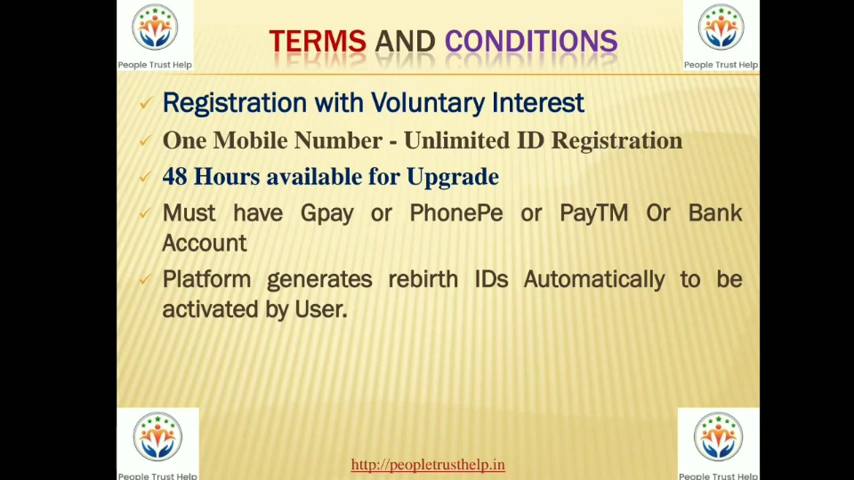 People Trust Help
TERMS AND CONDITIONS
People Trust Help
Registration with Voluntary Interest
One Mobile Number - Unlimited ID Registration
48 Hours available for Upgrade
Must have Gpay or PhonePe or PayTM Or Bank
Account
Platform generates rebirth IDs Automatically to be
activated by User.
People Trust Help
http://peopletrusthelp.in
People Trust Help